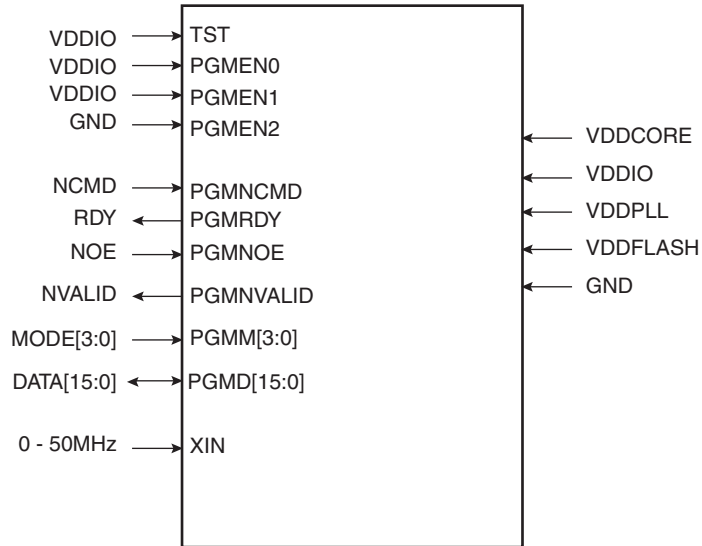 VDDIO TST
VDDIO PGMEN0
VDDIO PGMEN1
GND PGMEN2
VDDCORE
VDDIO
NCMD PGMNCMD
RDY PGMRDY
VDDPLL
NOE PGMNOE
VDDFLASH
NVALID PGMNVALID
GND
MODE[3:0] PGMM[3:0]
DATA[15:0] PGMD[15:0]
0 - 50MHz XIN